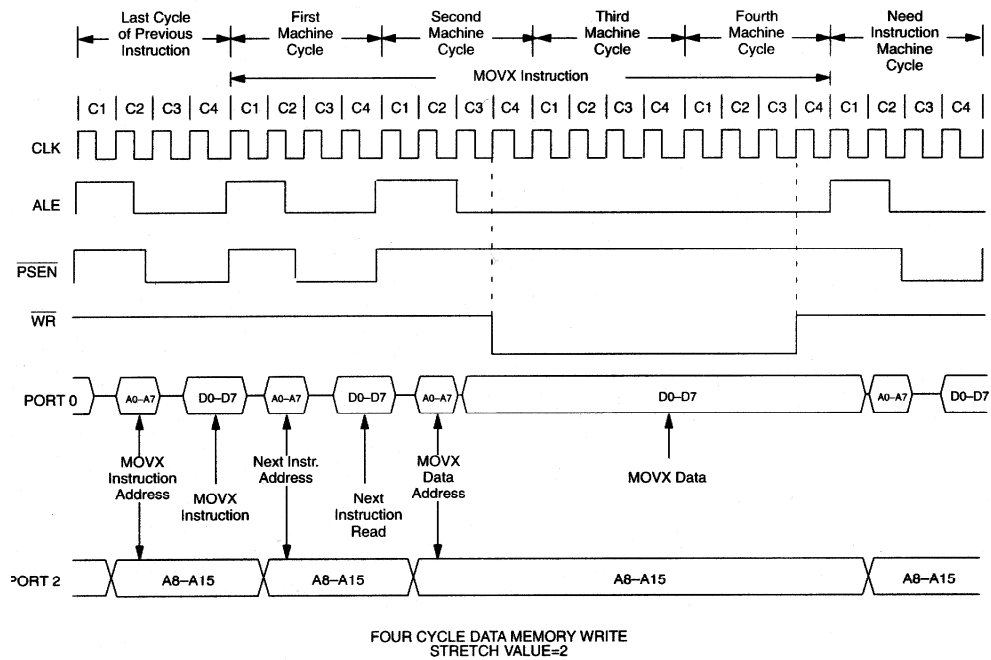 Last Cycle of Previous Instruction
First Machine Cycle
Second Machine Cycle
Third Machine Cycle
Fourth Machine Cycle
Need Instruction Machine Cycle
MOVX Instruction
C1 C2 C3 C4 C1 C2 C3 C4 C1 C2 C3 C4 C1 C2 C3 C4 C1 C2 C3 C4 C1 C2 C3 C4
CLK
ALE
PSEN
WR
PORT 0 A0–A7 D0–D7 A0–A7 D0–D7 A0–A7 D0–D7 A0–A7 D0–D7
MOVX Instruction Address
MOVX Instruction
Next Instr. Address
Next Instruction Read
MOVX Data Address
MOVX Data
PORT 2 A8–A15 A8–A15 A8–A15 A8–A15
FOUR CYCLE DATA MEMORY WRITE
STRETCH VALUE=2